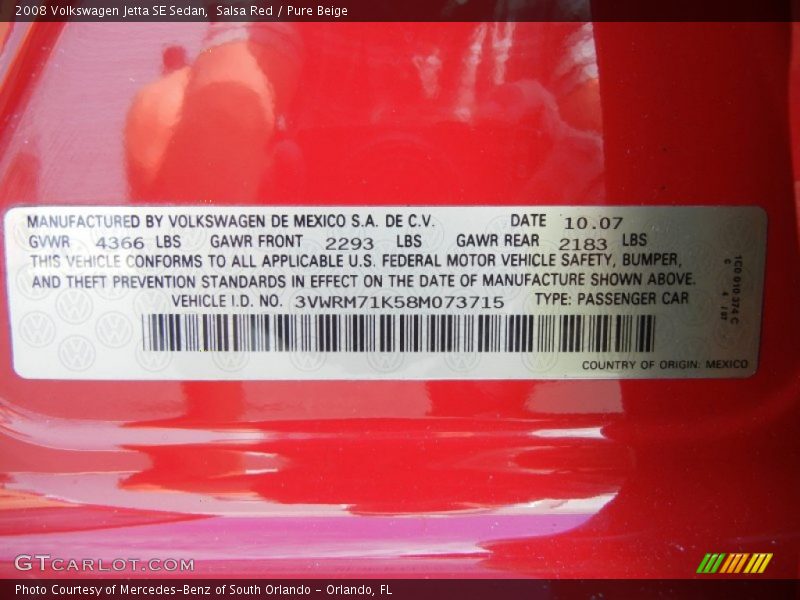 2008 Volkswagen Jetta SE Sedan, Salsa Red / Pure Beige
MANUFACTURED BY VOLKSWAGEN DE MEXICO S.A. DE C.V. DATE 10.07
GVWR 4366 LBS GAWR FRONT 2293 LBS GAWR REAR 2183 LBS
THIS VEHICLE CONFORMS TO ALL APPLICABLE U.S. FEDERAL MOTOR VEHICLE SAFETY, BUMPER,
AND THEFT PREVENTION STANDARDS IN EFFECT ON THE DATE OF MANUFACTURE SHOWN ABOVE.
VEHICLE I.D. NO. 3VWRM71K58M073715 TYPE: PASSENGER CAR
COUNTRY OF ORIGIN: MEXICO
1C0 010 374 C
GTCARLOT.COM
Photo Courtesy of Mercedes-Benz of South Orlando - Orlando, FL